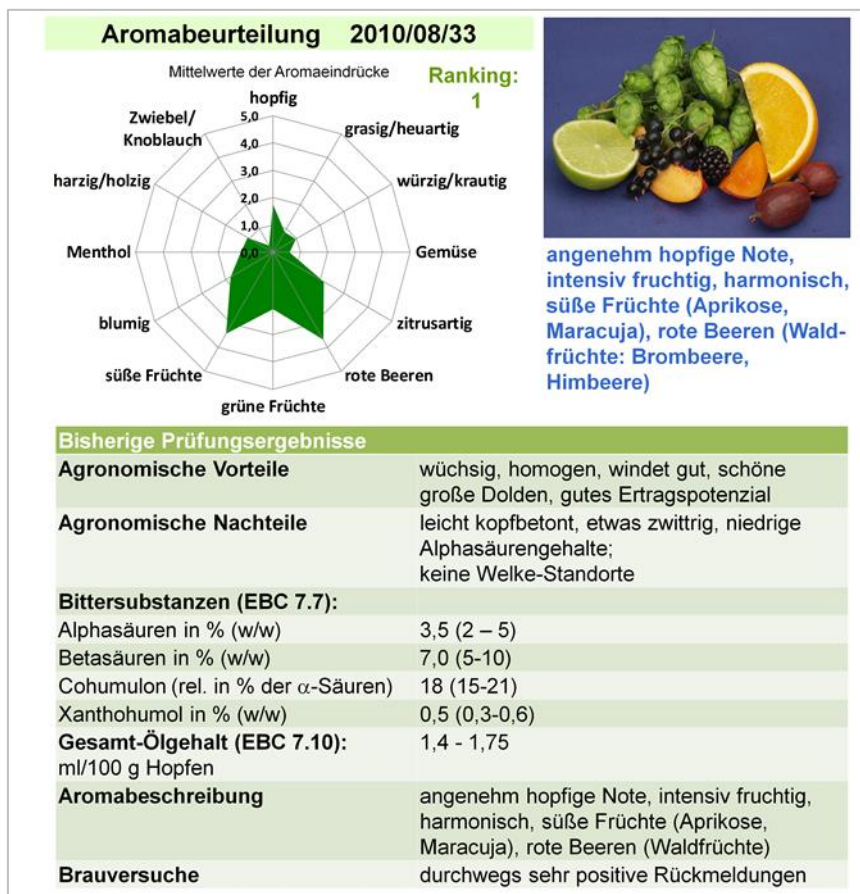 Aromabeurteilung 2010/08/33
Mittelwerte der Aromaeindrücke
Ranking:
1
hopfig
grasig/heuartig
würzig/krautig
Gemüse
zitrusartig
rote Beeren
grüne Früchte
süße Früchte
blumig
Menthol
harzig/holzig
Zwiebel/
Knoblauch
5,0
4,0
3,0
2,0
1,0
0,0
angenehm hopfige Note,
intensiv fruchtig, harmonisch,
süße Früchte (Aprikose,
Maracuja), rote Beeren (Wald-
früchte: Brombeere,
Himbeere)
Bisherige Prüfungsergebnisse
Agronomische Vorteile
wüchsig, homogen, windet gut, schöne
große Dolden, gutes Ertragspotenzial
Agronomische Nachteile
leicht kopfbetont, etwas zwittrig, niedrige
Alphasäurengehalte;
keine Welke-Standorte
Bittersubstanzen (EBC 7.7):
Alphasäuren in % (w/w) 3,5 (2 – 5)
Betasäuren in % (w/w) 7,0 (5-10)
Cohumulon (rel. in % der α-Säuren) 18 (15-21)
Xanthohumol in % (w/w) 0,5 (0,3-0,6)
Gesamt-Ölgehalt (EBC 7.10): 1,4 - 1,75
ml/100 g Hopfen
Aromabeschreibung
angenehm hopfige Note, intensiv fruchtig,
harmonisch, süße Früchte (Aprikose,
Maracuja), rote Beeren (Waldfrüchte)
Brauversuche durchwegs sehr positive Rückmeldungen